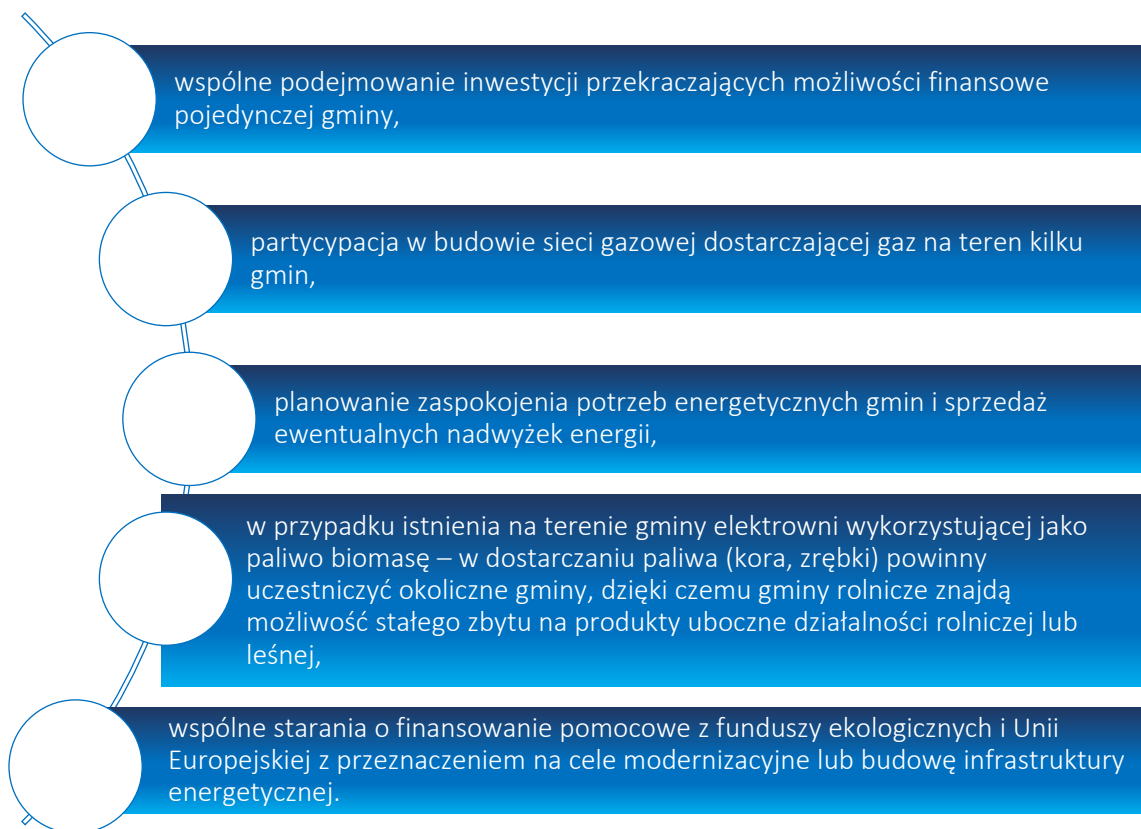 wspólne podejmowanie inwestycji przekraczających możliwości finansowe
pojedynczej gminy,
partycypacja w budowie sieci gazowej dostarczającej gaz na teren kilku
gmin,
planowanie zaspokojenia potrzeb energetycznych gmin i sprzedaż
ewentualnych nadwyżek energii,
w przypadku istnienia na terenie gminy elektrowni wykorzystującej jako
paliwo biomasę – w dostarczaniu paliwa (kora, zrębki) powinny
uczestniczyć okoliczne gminy, dzięki czemu gminy rolnicze znajdą
możliwość stałego zbytu na produkty uboczne działalności rolniczej lub
leśnej,
wspólne starania o finansowanie pomocowe z funduszy ekologicznych i Unii
Europejskiej z przeznaczeniem na cele modernizacyjne lub budowę infrastruktury
energetycznej.